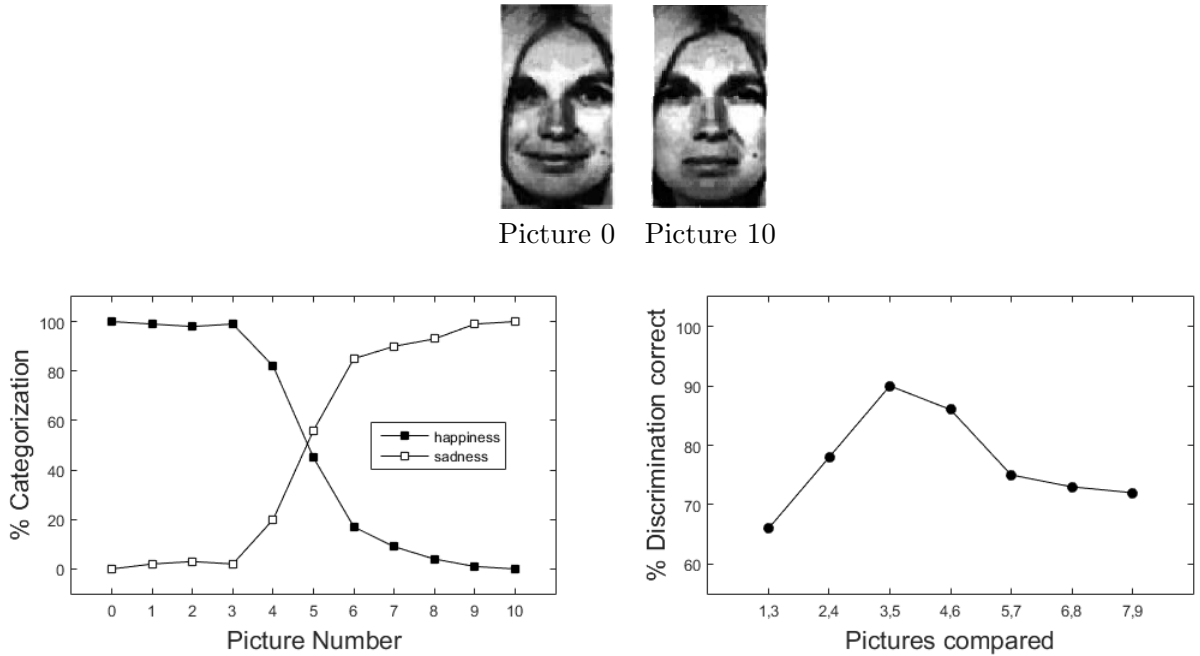 Picture 0
Picture 10
100
80
60
40
20
0
% Categorization
happiness
sadness
0 1 2 3 4 5 6 7 8 9 10
Picture Number
100
90
80
70
60
% Discrimination correct
1,3 2,4 3,5 4,6 5,7 6,8 7,9
Pictures compared